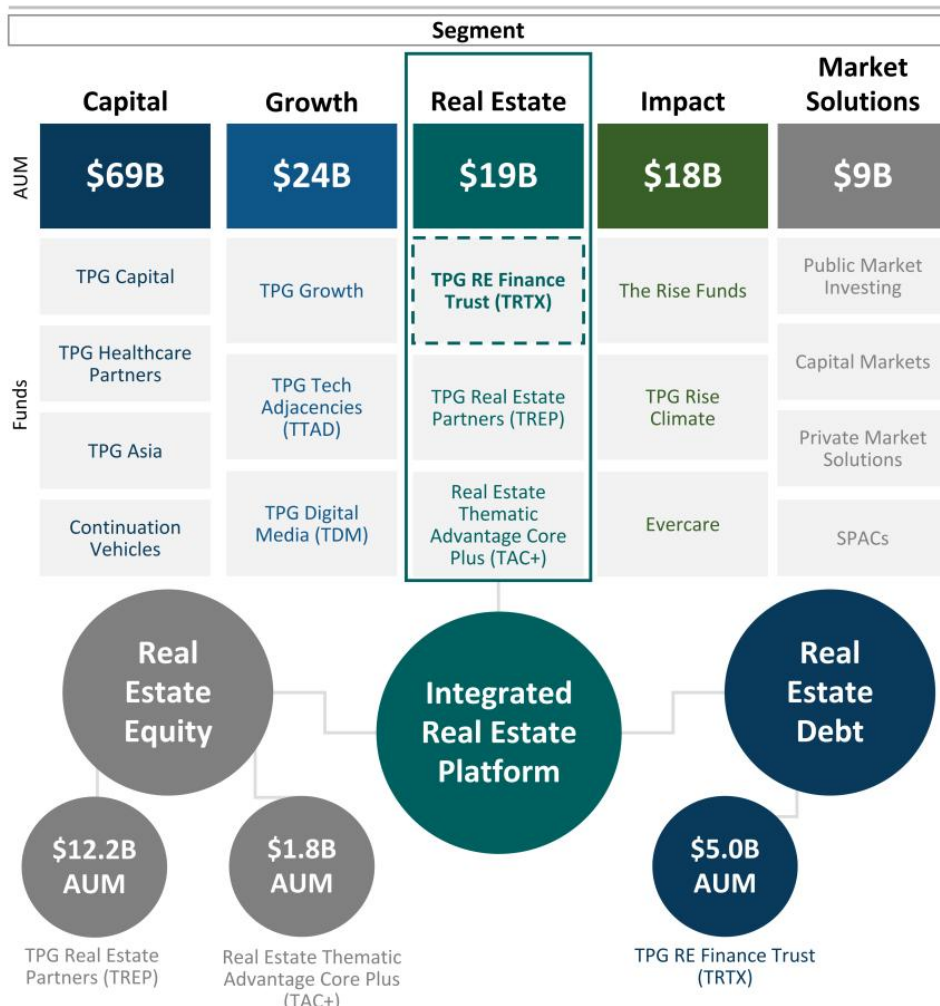 Segment
Capital
Growth
Real Estate
Impact
Market
Solutions
AUM
$69B
$24B
$19B
$18B
$9B
Funds
TPG Capital
TPG Healthcare
Partners
TPG Asia
Continuation
Vehicles
TPG Growth
TPG Tech
Adjacencies
(TTAD)
TPG Digital
Media (TDM)
TPG RE Finance
Trust (TRTX)
TPG Real Estate
Partners (TREP)
Real Estate
Thematic
Advantage Core
Plus (TAC+)
The Rise Funds
TPG Rise
Climate
Evercare
Public Market
Investing
Capital Markets
Private Market
Solutions
SPACs
Real
Estate
Equity
Integrated
Real Estate
Platform
Real
Estate
Debt
$12.2B
AUM
TPG Real Estate
Partners (TREP)
$1.8B
AUM
Real Estate Thematic
Advantage Core Plus
(TAC+)
$5.0B
AUM
TPG RE Finance Trust
(TRTX)